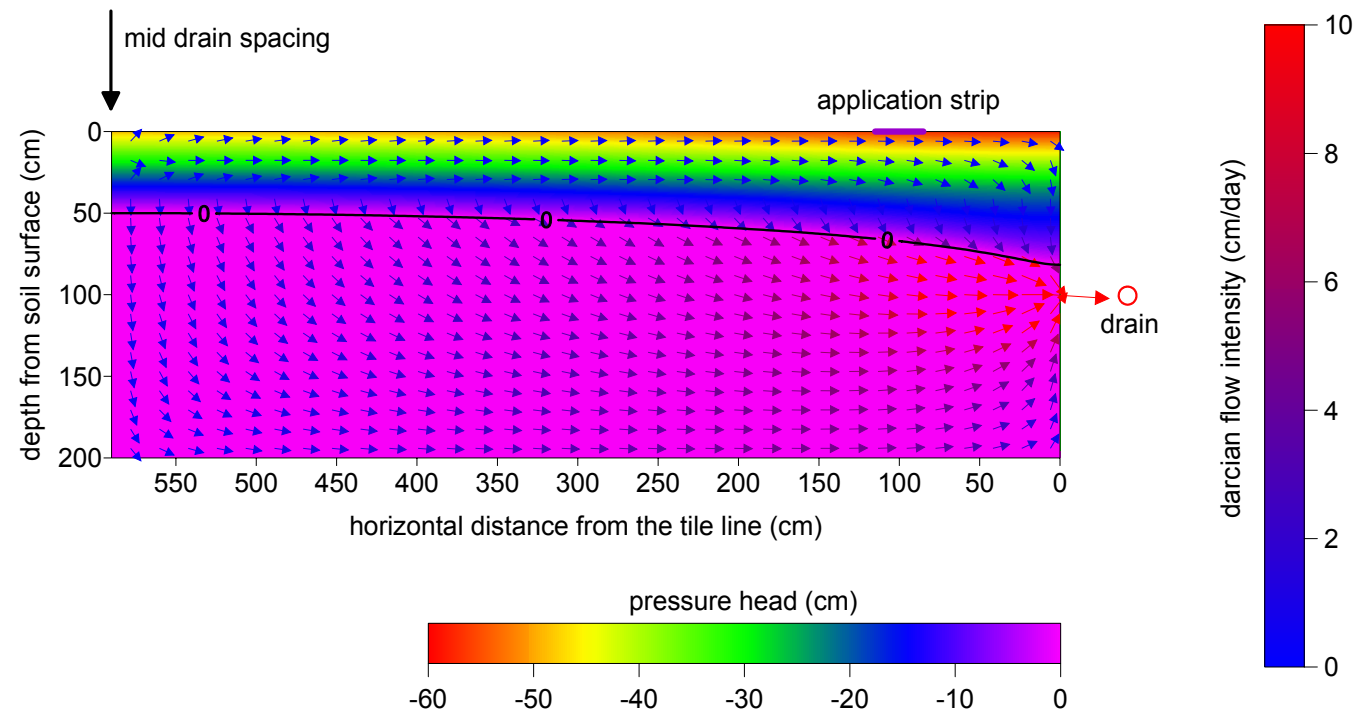 mid drain spacing
application strip
depth from soil surface (cm)
0
50
100
150
200
0
0
0
drain
550 500 450 400 350 300 250 200 150 100 50 0
horizontal distance from the tile line (cm)
pressure head (cm)
-60 -50 -40 -30 -20 -10 0
darcian flow intensity (cm/day)
10
8
6
4
2
0